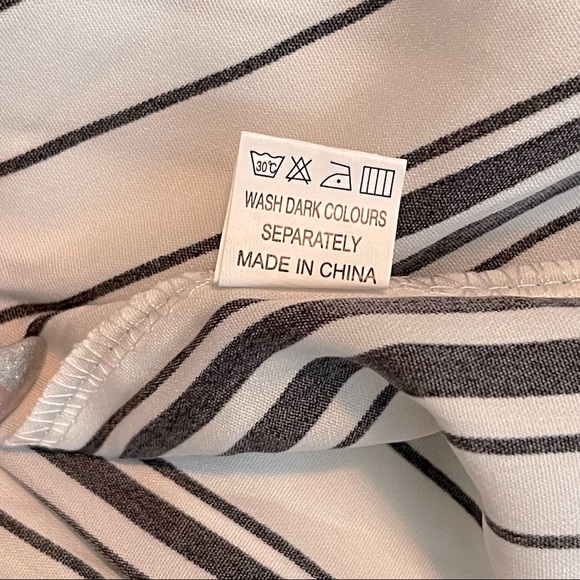 30°C
WASH DARK COLOURS
SEPARATELY
MADE IN CHINA